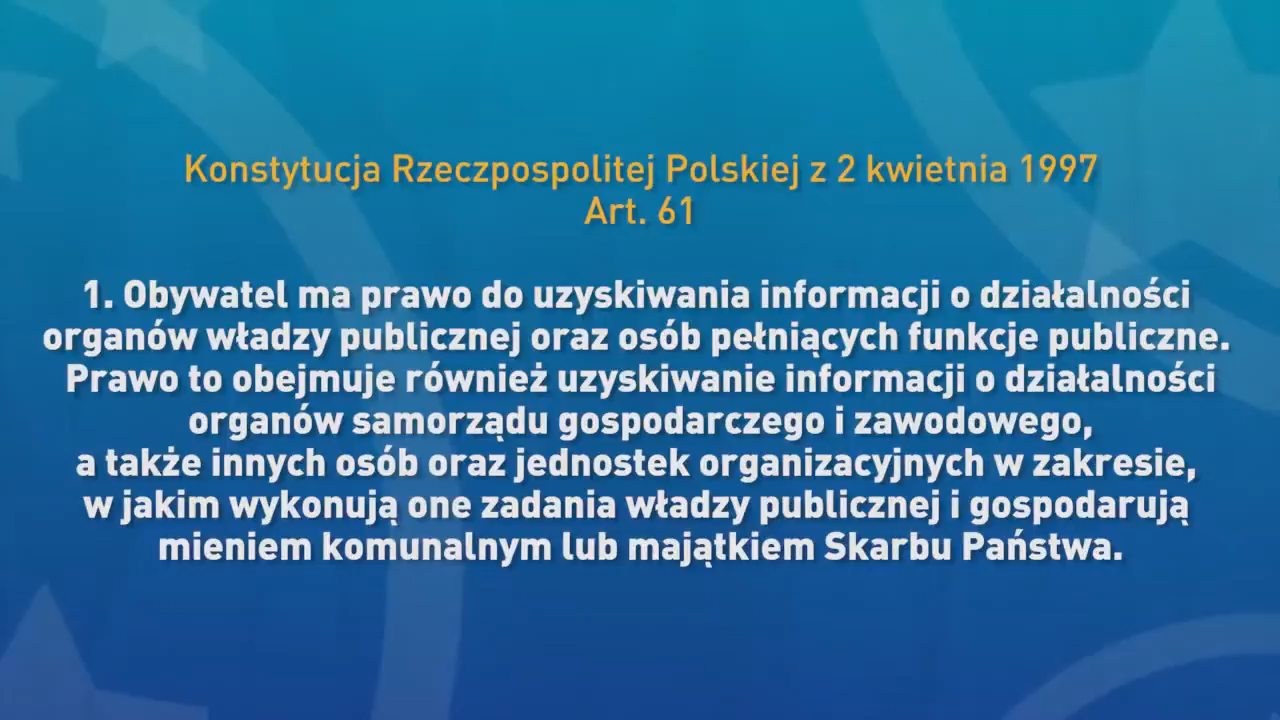 Konstytucja Rzeczpospolitej Polskiej z 2 kwietnia 1997
Art. 61
1. Obywatel ma prawo do uzyskiwania informacji o działalności
organów władzy publicznej oraz osób pełniących funkcje publiczne.
Prawo to obejmuje również uzyskiwanie informacji o działalności
organów samorządu gospodarczego i zawodowego,
a także innych osób oraz jednostek organizacyjnych w zakresie,
w jakim wykonują one zadania władzy publicznej i gospodarują
mieniem komunalnym lub majątkiem Skarbu Państwa.